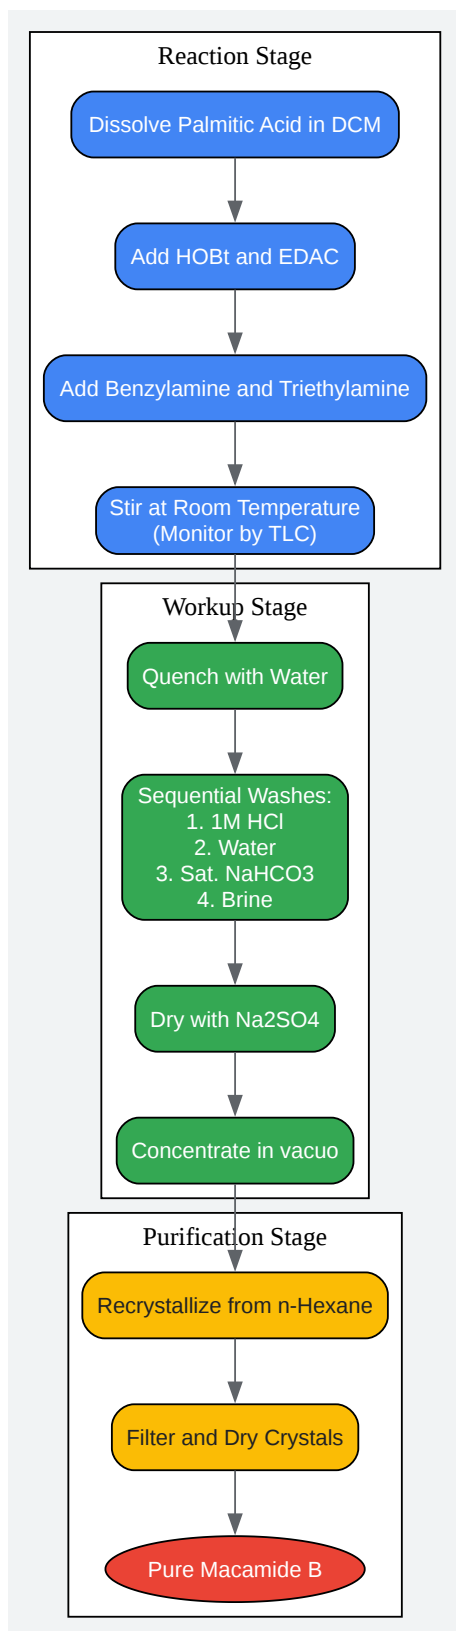 Reaction Stage
Dissolve Palmitic Acid in DCM
Add HOBt and EDAC
Add Benzylamine and Triethylamine
Stir at Room Temperature
(Monitor by TLC)
Workup Stage
Quench with Water
Sequential Washes:
1. 1M HCl
2. Water
3. Sat. NaHCO3
4. Brine
Dry with Na2SO4
Concentrate in vacuo
Purification Stage
Recrystallize from n-Hexane
Filter and Dry Crystals
Pure Macamide B